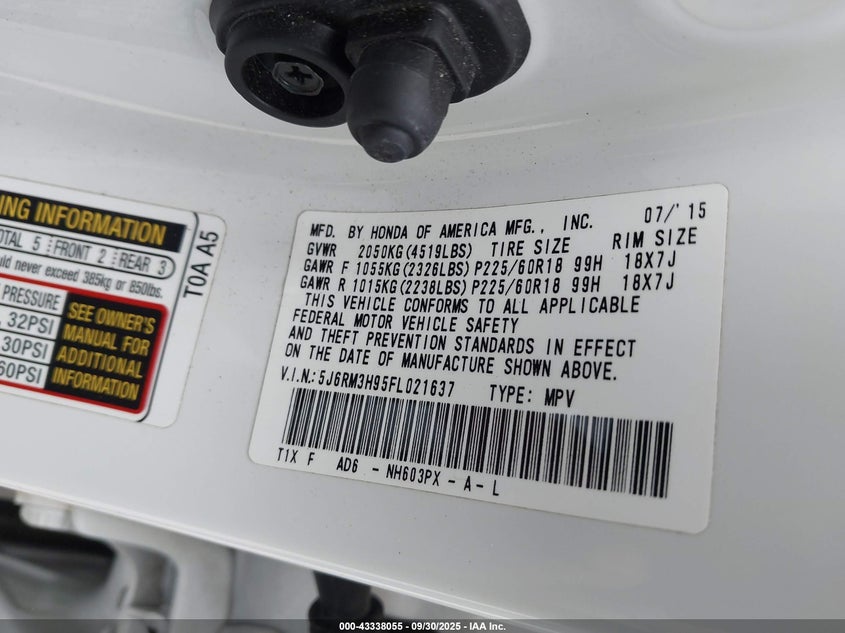 ING INFORMATION
OTAL 5 FRONT 2 REAR 3
ould never exceed 385kg or 850lbs.
PRESSURE
32PSI
30PSI
60PSI
SEE OWNER'S
MANUAL FOR
ADDITIONAL
INFORMATION
T0A A5
MFD. BY HONDA OF AMERICA MFG., INC. 07/'15
GVWR 2050KG(4519LBS) TIRE SIZE RIM SIZE
GAWR F 1055KG(2326LBS) P225/60R18 99H 18X7J
GAWR R 1015KG(2238LBS) P225/60R18 99H 18X7J
THIS VEHICLE CONFORMS TO ALL APPLICABLE
FEDERAL MOTOR VEHICLE SAFETY
AND THEFT PREVENTION STANDARDS IN EFFECT
ON THE DATE OF MANUFACTURE SHOWN ABOVE.
V.I.N.:5J6RM3H95FL021637 TYPE: MPV
T1X F AD6 - NH603PX - A - L
000-43338055 - 09/30/2025 - IAA Inc.